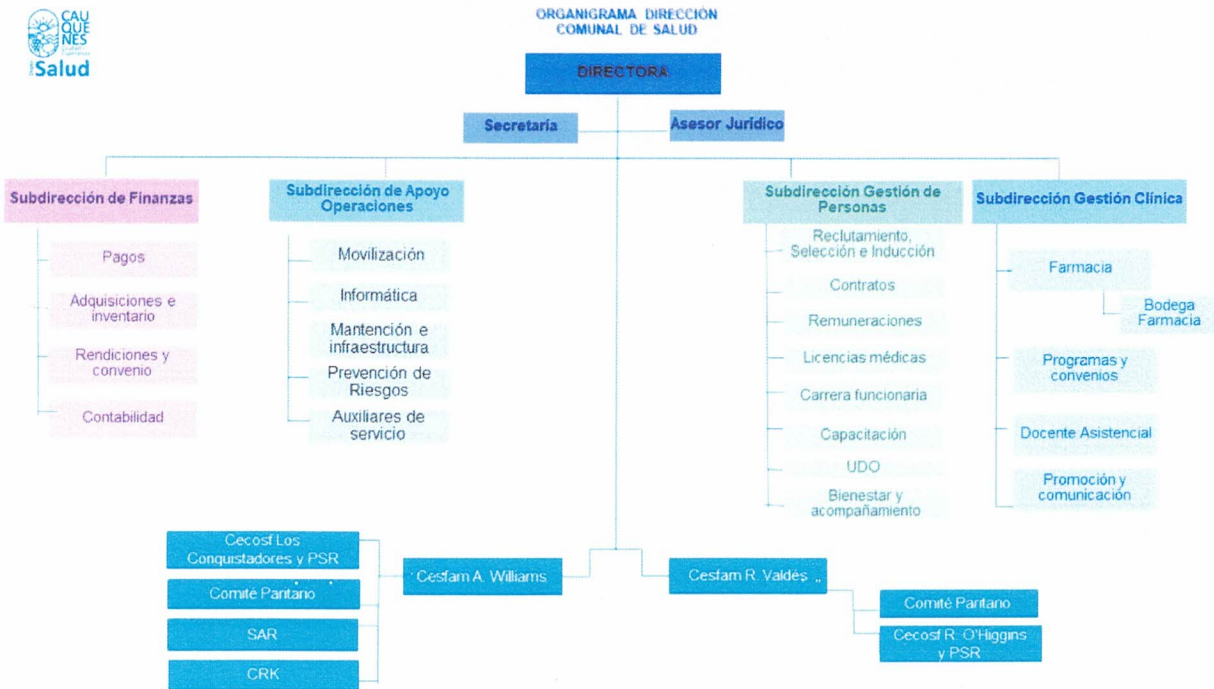 CAU
QUE
NES
Salud
ORGANIGRAMA DIRECCIÓN
COMUNAL DE SALUD
DIRECTORA
Secretaría
Asesor Jurídico
Subdirección de Finanzas
Pagos
Adquisiciones e
inventario
Rendiciones y
convenio
Contabilidad
Subdirección de Apoyo
Operaciones
Movilización
Informática
Mantención e
infraestructura
Prevención de
Riesgos
Auxiliares de
servicio
Subdirección Gestión de
Personas
Reclutamiento,
Selección e Inducción
Contratos
Remuneraciones
Licencias médicas
Carrera funcionaria
Capacitación
UDO
Bienestar y
acompañamiento
Subdirección Gestión Clínica
Farmacia
Bodega
Farmacia
Programas y
convenios
Docente Asistencial
Promoción y
comunicación
Cesfam A. Williams
Cecosf Los
Conquistadores y PSR
Comité Paritario
SAR
CRK
Cesfam R. Valdés
Comité Paritario
Cecosf R. O'Higgins
y PSR